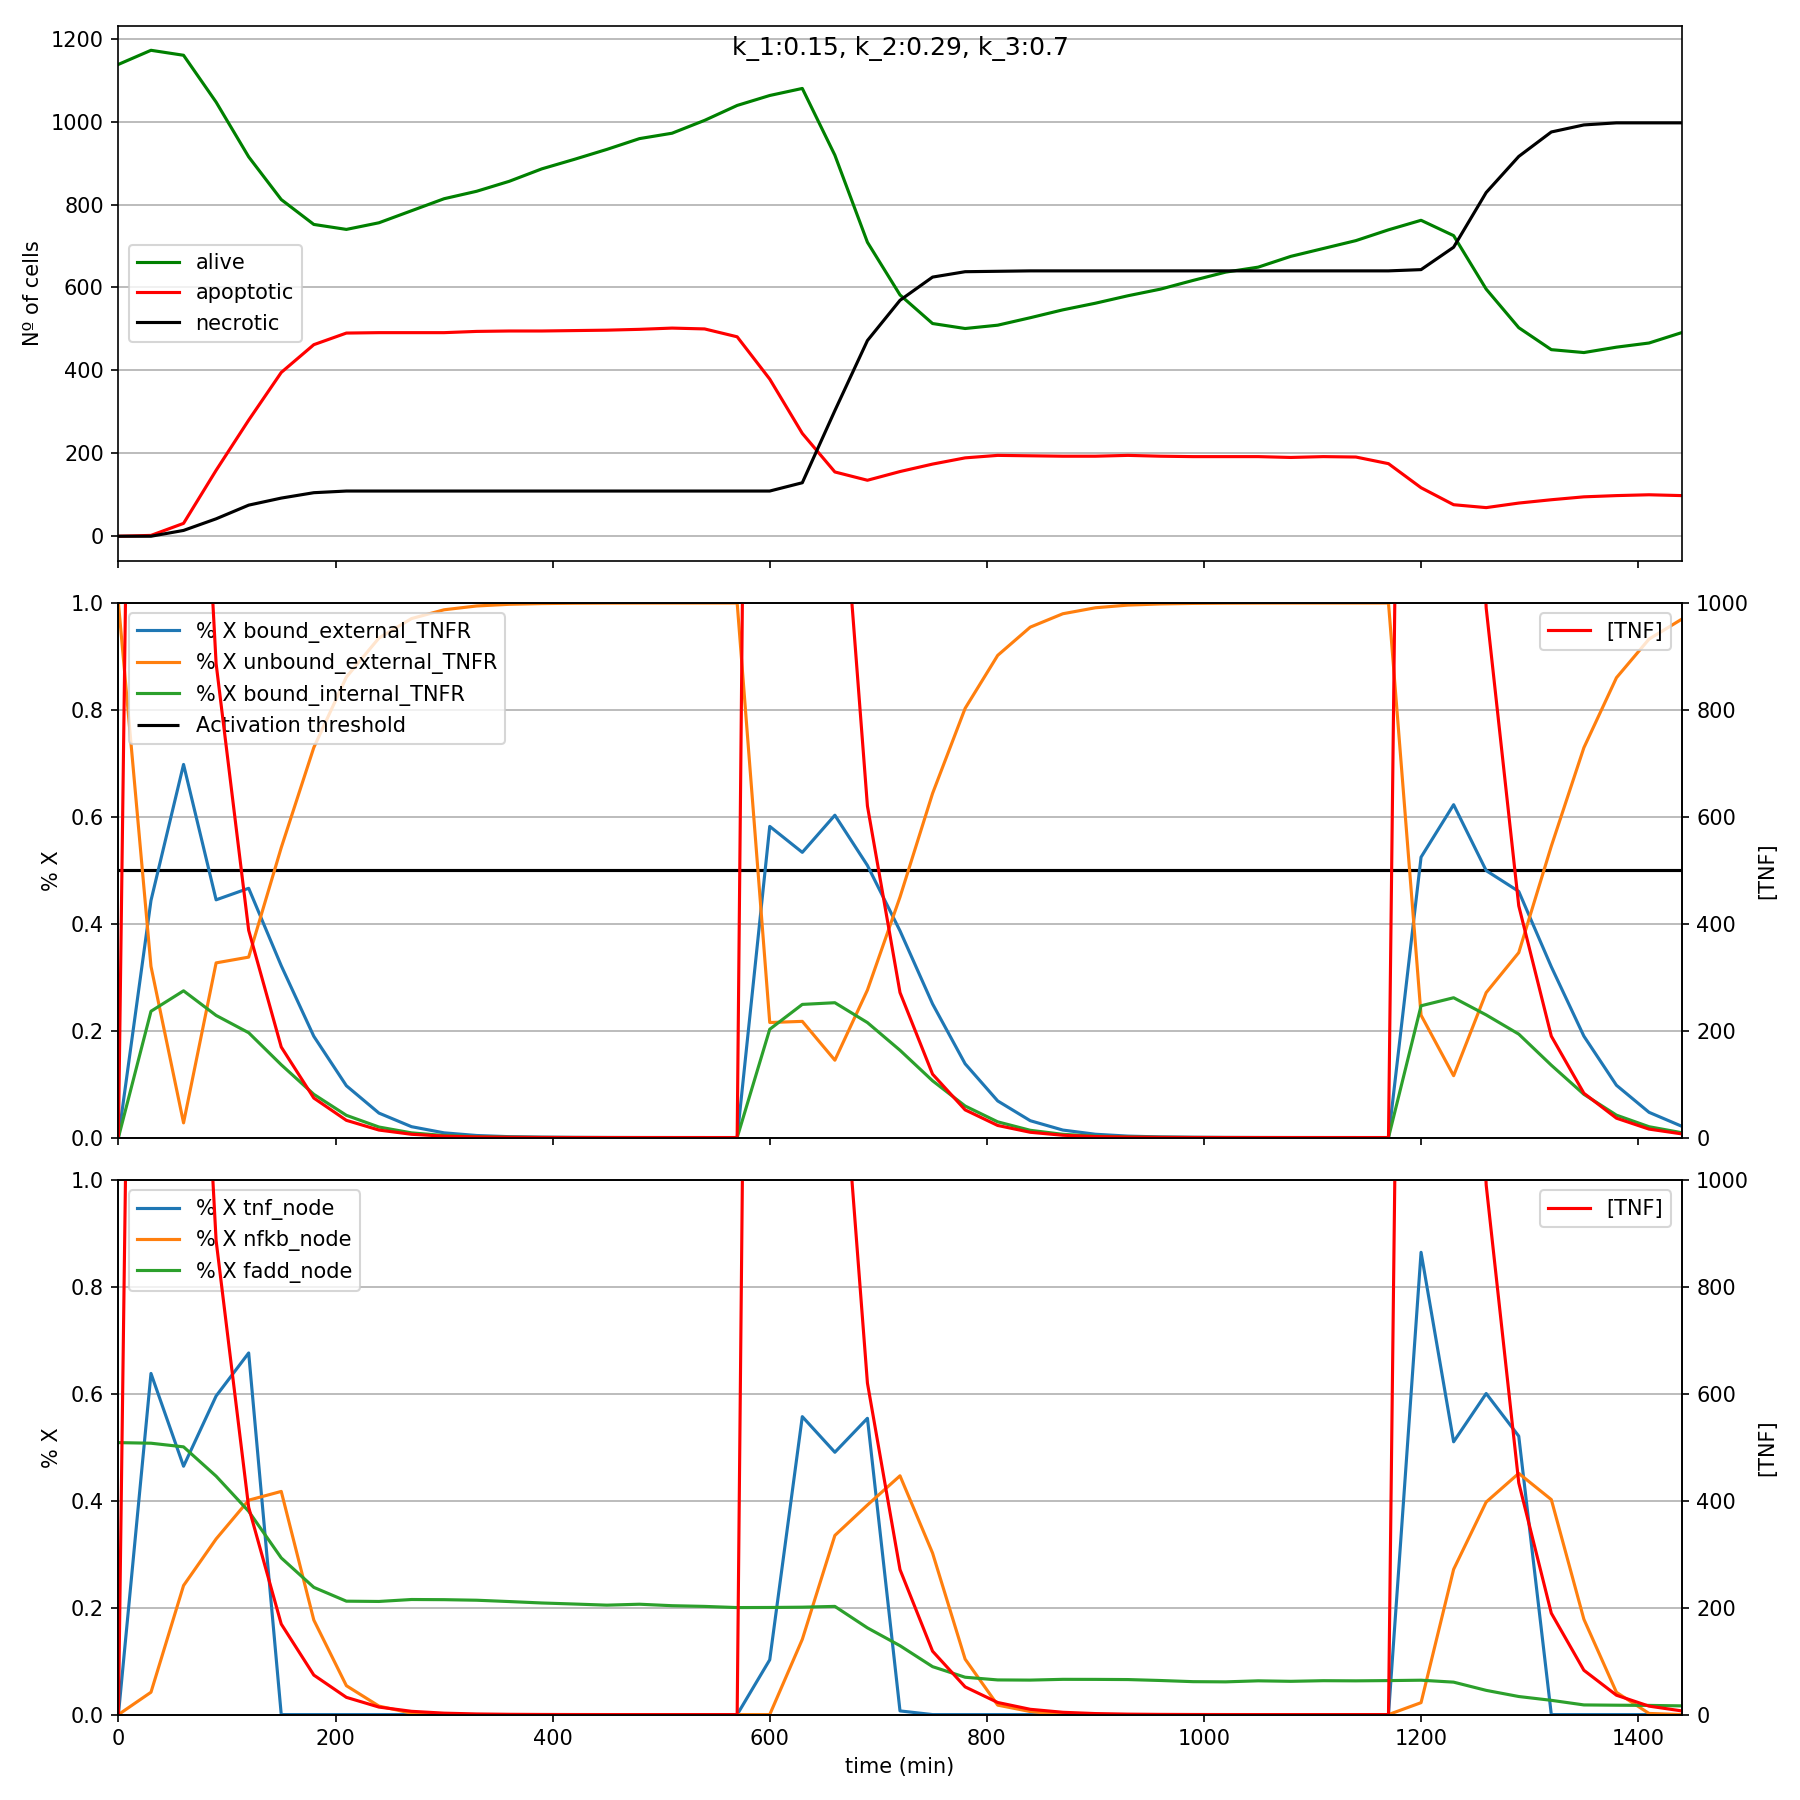 k_1:0.15, k_2:0.29, k_3:0.7
1200
1000
800
600
400
200
0
Nº of cells
alive
apoptotic
necrotic
1.0
0.8
0.6
0.4
0.2
0.0
% X
% X bound_external_TNFR
% X unbound_external_TNFR
% X bound_internal_TNFR
Activation threshold
[TNF]
1000
800
600
400
200
0
[TNF]
1.0
0.8
0.6
0.4
0.2
0.0
% X
% X tnf_node
% X nfkb_node
% X fadd_node
[TNF]
1000
800
600
400
200
0
[TNF]
0 200 400 600 800 1000 1200 1400
time (min)